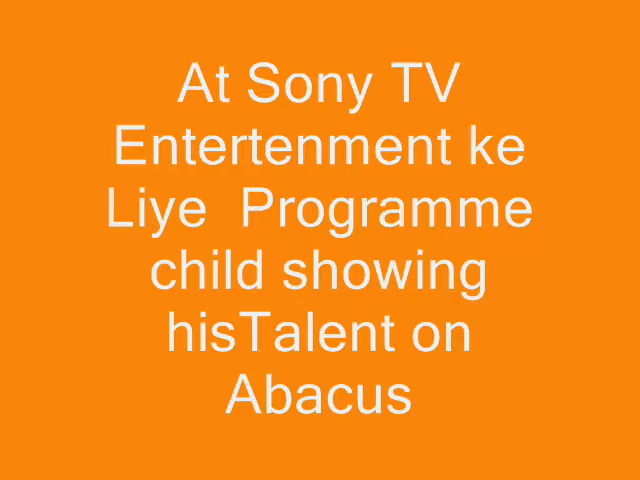 At Sony TV
Entertenment ke
Liye  Programme
child showing
hisTalent on
Abacus